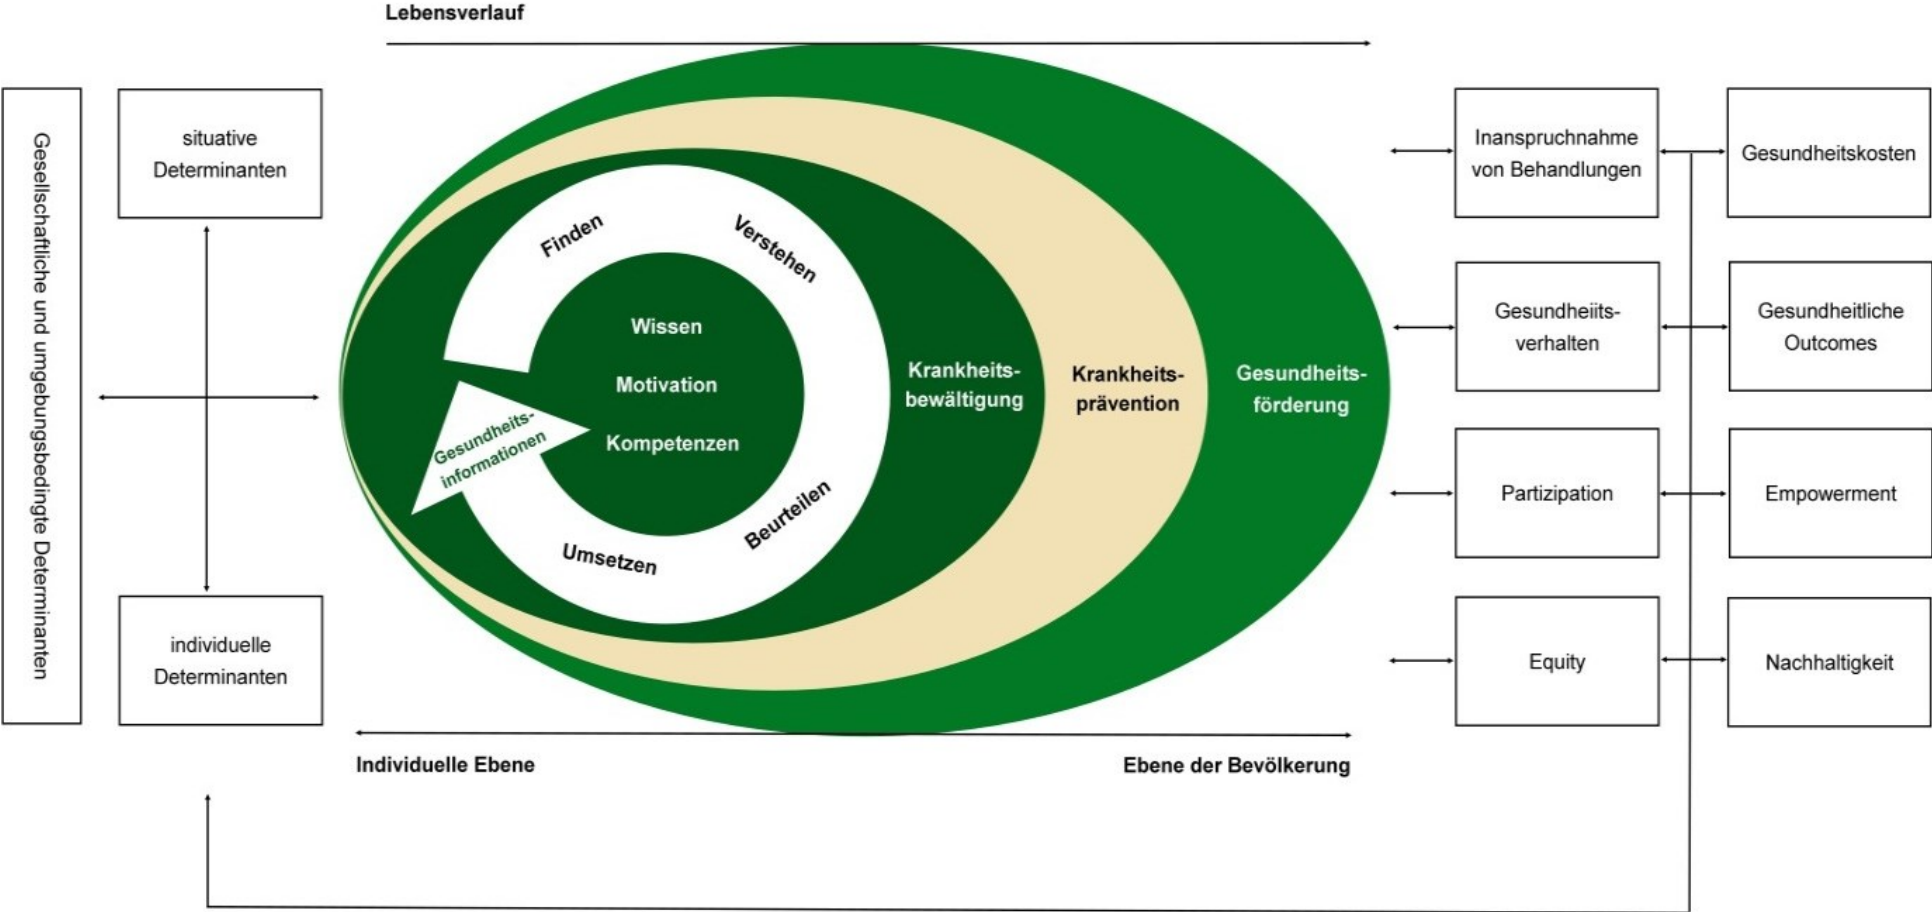 Lebensverlauf
Gesellschaftliche und umgebungsbedingte Determinanten
situative
Determinanten
individuelle
Determinanten
Finden
Verstehen
Beurteilen
Umsetzen
Gesundheits-
informationen
Wissen
Motivation
Kompetenzen
Krankheits-
bewältigung
Krankheits-
prävention
Gesundheits-
förderung
Individuelle Ebene
Ebene der Bevölkerung
Inanspruchnahme
von Behandlungen
Gesundheitskosten
Gesundheiits-
verhalten
Gesundheitliche
Outcomes
Partizipation
Empowerment
Equity
Nachhaltigkeit